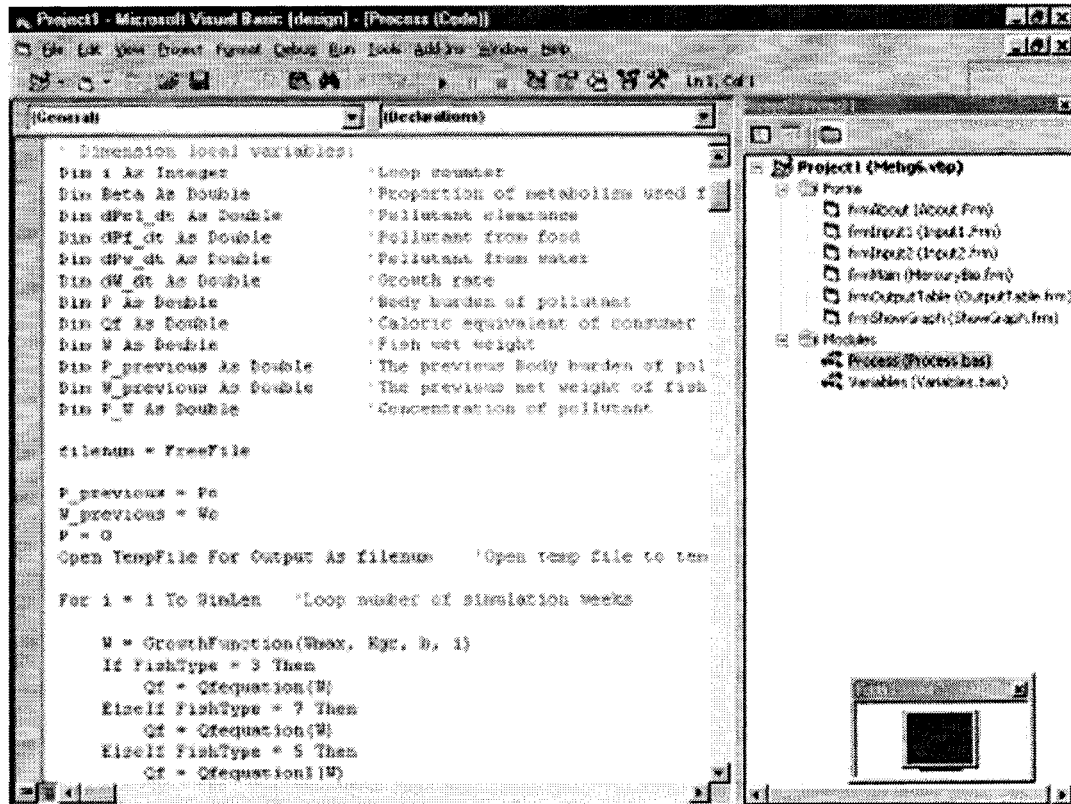 Project1 - Microsoft Visual Basic [design] - [Process (Code)]
File Edit View Project Format Debug Run Tools Add-Ins Window Help
Ln 1, Col 1
(General)
(Declarations)
' Dimension local variables:
Dim i As Integer 'Loop counter
Dim Beta As Double 'Proportion of metabolism used f
Dim dPcl_dt As Double 'Pollutant clearance
Dim dPf_dt As Double 'Pollutant from food
Dim dPw_dt As Double 'Pollutant from water
Dim dW_dt As Double 'Growth rate
Dim P As Double 'Body burden of pollutant
Dim Qf As Double 'Caloric equivalent of consumer
Dim W As Double 'Fish wet weight
Dim P_previous As Double 'The previous Body burden of pol
Dim W_previous As Double 'The previous wet weight of fish
Dim P_W As Double 'Concentration of pollutant
filenum = FreeFile
P_previous = Po
W_previous = Wo
P = 0
Open TempFile For Output As filenum 'Open temp file to tem
For i = 1 To SimLen 'Loop number of simulation weeks
W = GrowthFunction(Wmax, Kgr, b, i)
If FishType = 3 Then
Qf = Qfequation(W)
ElseIf FishType = 7 Then
Qf = Qfequation(W)
ElseIf FishType = 5 Then
Qf = Qfequation1(W)
Project1 (Mehg6.vbp)
Forms
frmAbout (About.Frm)
frmInput1 (Input1.frm)
frmInput2 (Input2.frm)
frmMain (MercuryBio.frm)
frmOutputTable (OutputTable.frm)
frmShowGraph (ShowGraph.frm)
Modules
Process (Process.bas)
Variables (Variables.bas)